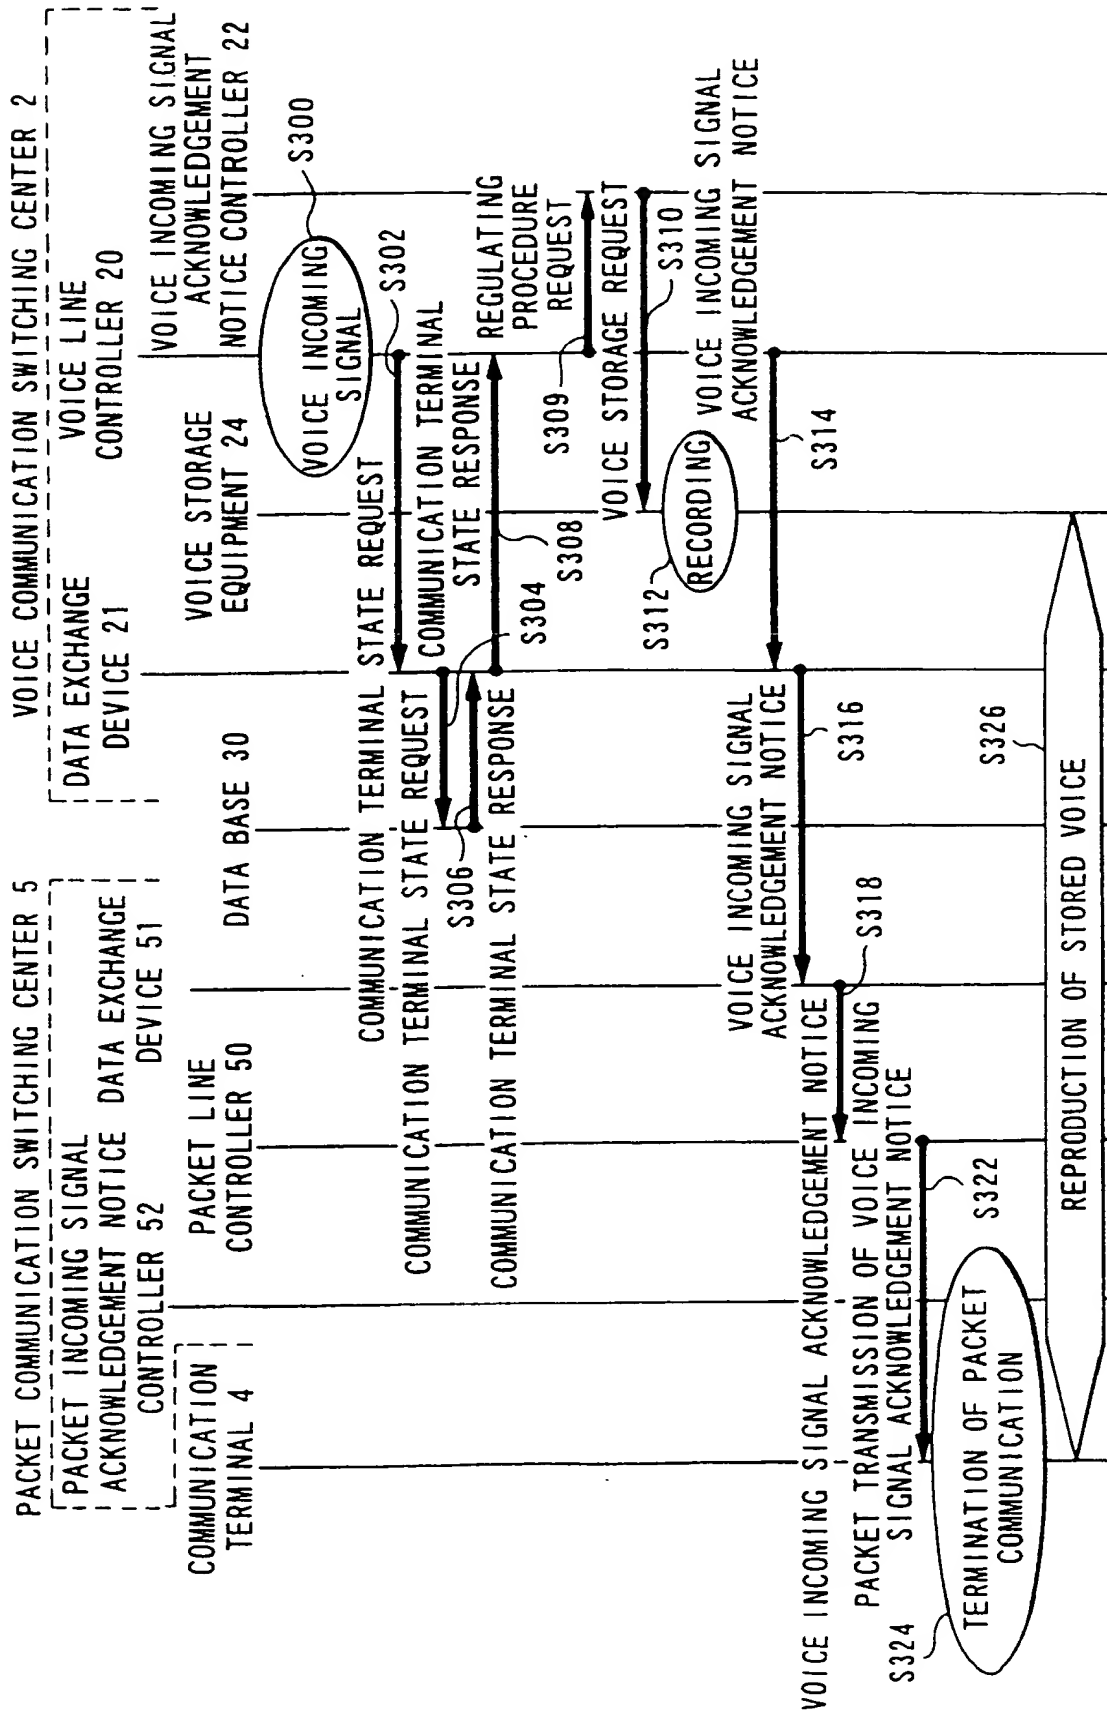 PACKET COMMUNICATION SWITCHING CENTER 5
PACKET INCOMING SIGNAL
ACKNOWLEDGEMENT NOTICE
CONTROLLER 52
DATA EXCHANGE
DEVICE 51
COMMUNICATION
TERMINAL 4
PACKET LINE
CONTROLLER 50
DATA BASE 30
VOICE COMMUNICATION SWITCHING CENTER 2
DATA EXCHANGE
DEVICE 21
VOICE STORAGE
EQUIPMENT 24
VOICE LINE
CONTROLLER 20
VOICE INCOMING SIGNAL
ACKNOWLEDGEMENT
NOTICE CONTROLLER 22
VOICE INCOMING
SIGNAL
S300
COMMUNICATION TERMINAL STATE REQUEST
S302
COMMUNICATION TERMINAL STATE REQUEST
S304
S306
COMMUNICATION TERMINAL STATE RESPONSE
COMMUNICATION TERMINAL
STATE RESPONSE
S308
REGULATING
PROCEDURE
REQUEST
S309
VOICE STORAGE REQUEST
S310
S312
RECORDING
VOICE INCOMING SIGNAL
ACKNOWLEDGEMENT NOTICE
S314
VOICE INCOMING SIGNAL
ACKNOWLEDGEMENT NOTICE
S316
VOICE INCOMING SIGNAL ACKNOWLEDGEMENT NOTICE
S318
PACKET TRANSMISSION OF VOICE INCOMING
SIGNAL ACKNOWLEDGEMENT NOTICE
S322
S324
TERMINATION OF PACKET
COMMUNICATION
S326
REPRODUCTION OF STORED VOICE